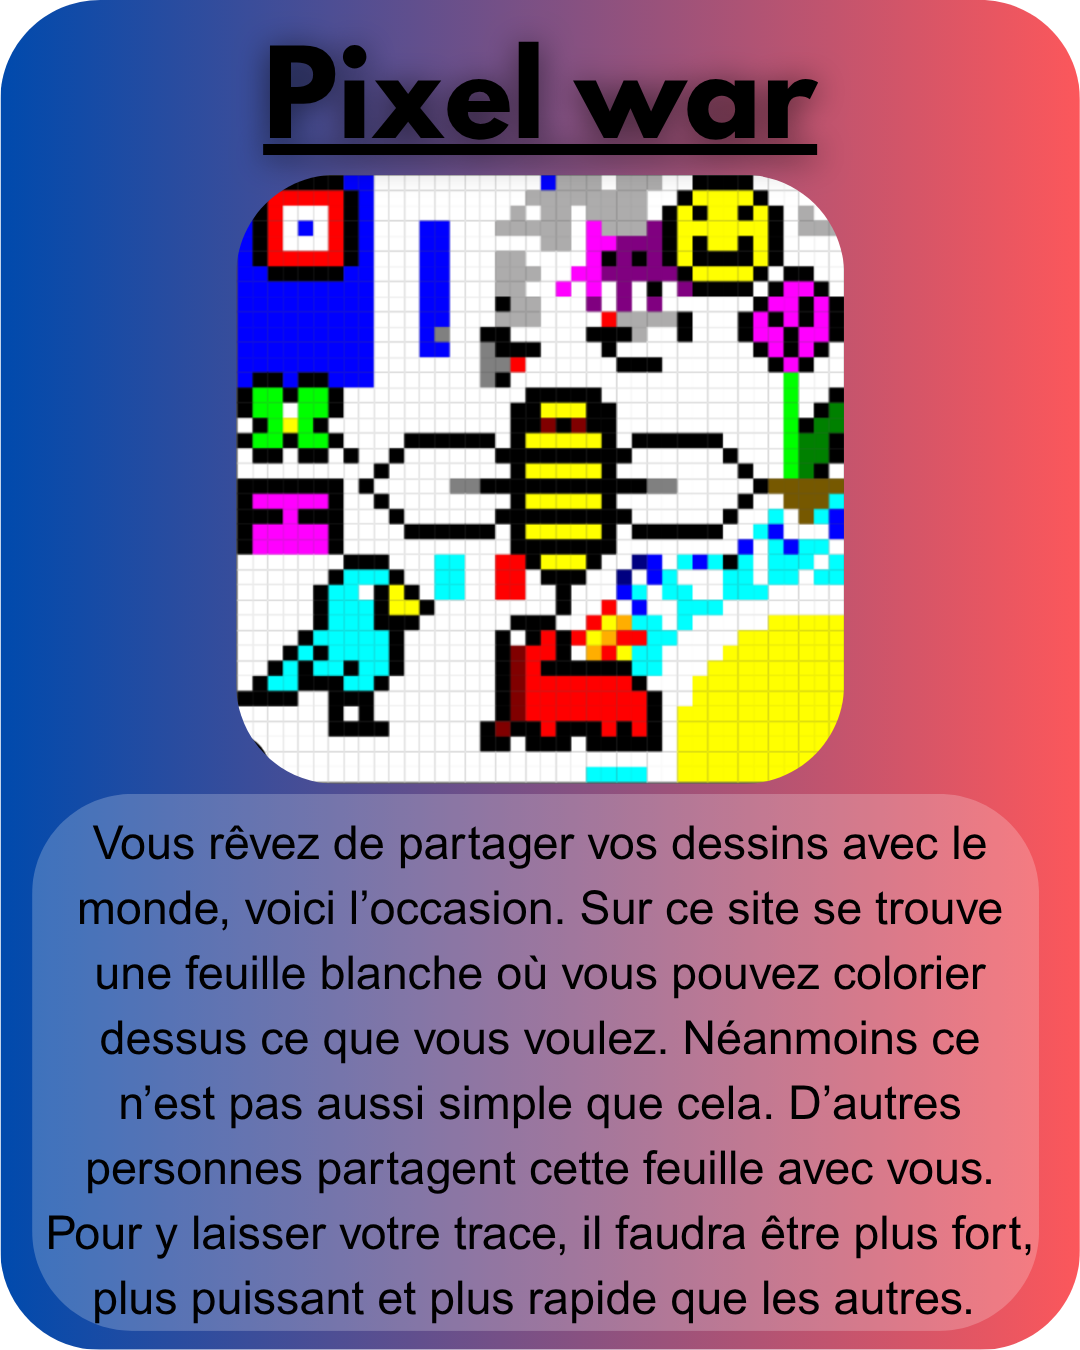 Pixel war
Vous rêvez de partager vos dessins avec le
monde, voici l’occasion. Sur ce site se trouve
une feuille blanche où vous pouvez colorier
dessus ce que vous voulez. Néanmoins ce
n’est pas aussi simple que cela. D’autres
personnes partagent cette feuille avec vous.
Pour y laisser votre trace, il faudra être plus fort,
plus puissant et plus rapide que les autres.